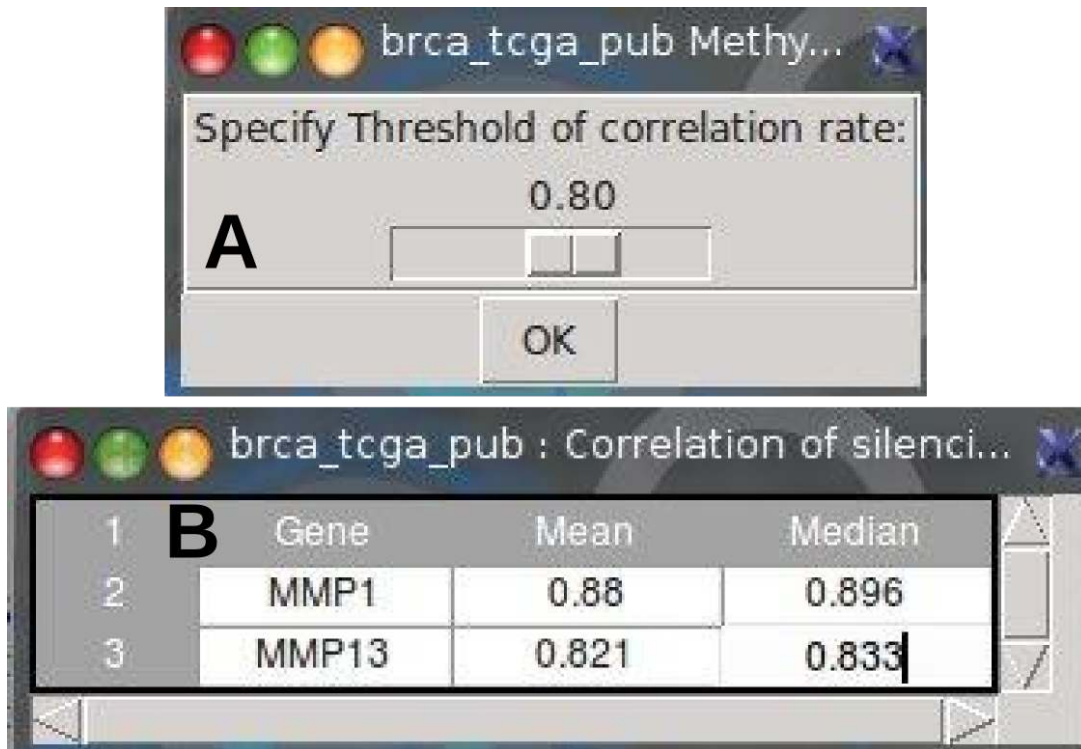 brca_tcga_pub Methy...
Specify Threshold of correlation rate:
0.80
A
OK
brca_tcga_pub : Correlation of silenci...
1 B Gene Mean Median
2 MMP1 0.88 0.896
3 MMP13 0.821 0.833